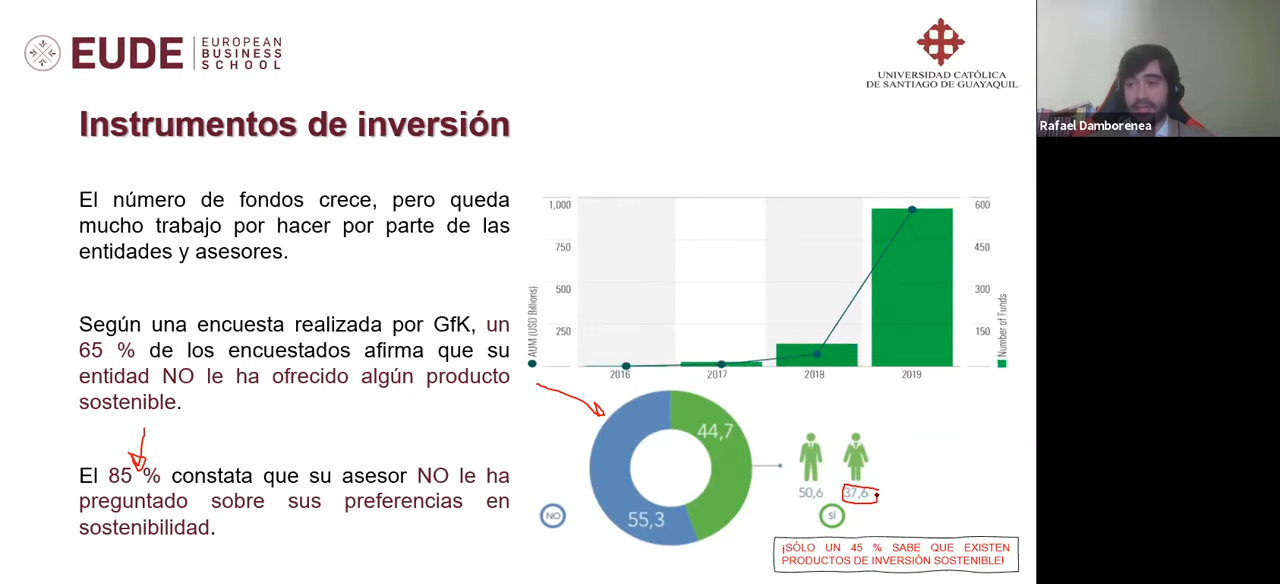 EUDE
EUROPEAN
BUSINESS
SCHOOL
UNIVERSIDAD CATÓLICA
DE SANTIAGO DE GUAYAQUIL
Rafael Damborenea
Instrumentos de inversión
El número de fondos crece, pero queda
mucho trabajo por hacer por parte de las
entidades y asesores.
Según una encuesta realizada por GfK, un
65 % de los encuestados afirma que su
entidad NO le ha ofrecido algún producto
sostenible.
El 85 % constata que su asesor NO le ha
preguntado sobre sus preferencias en
sostenibilidad.
1,000
750
500
250
AUM (USD Billions)
600
450
300
150
Number of Funds
2016
2017
2018
2019
44,7
55,3
NO
50,6
37,6
SÍ
¡SÓLO UN 45 % SABE QUE EXISTEN
PRODUCTOS DE INVERSIÓN SOSTENIBLE!